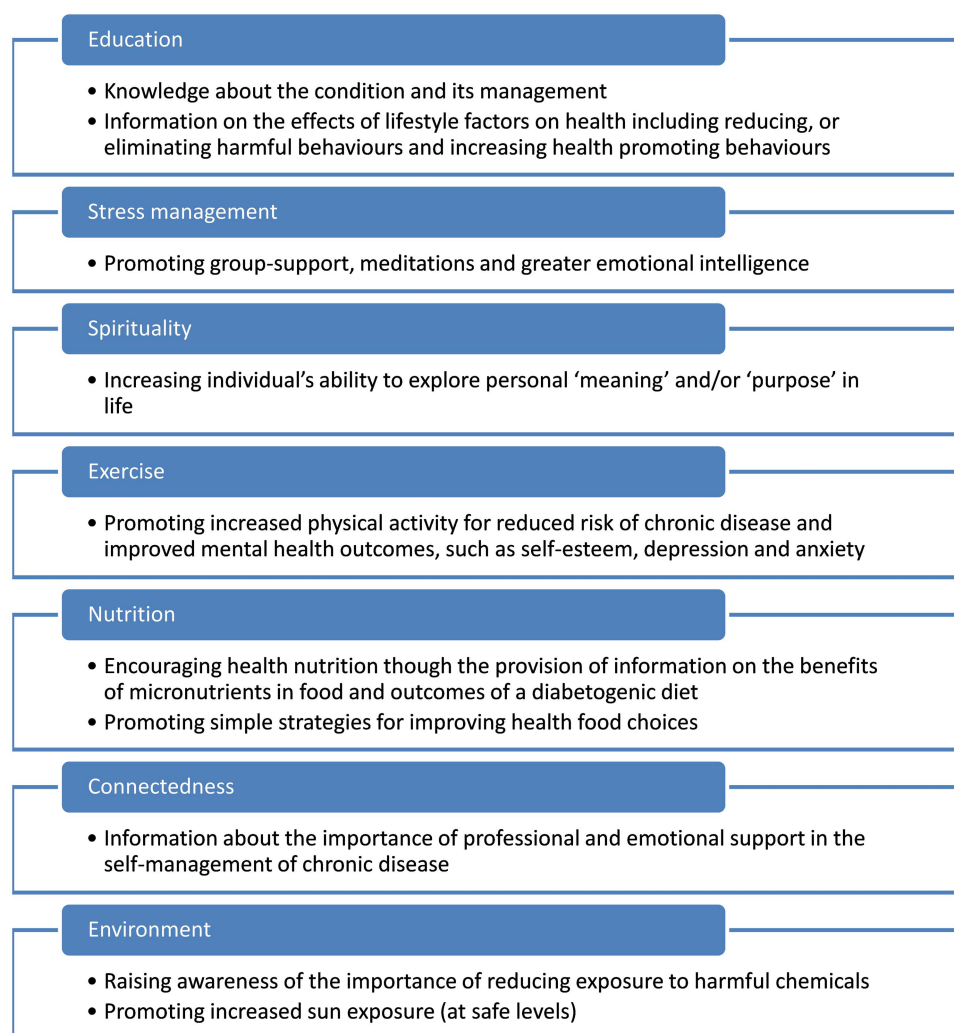 Education
• Knowledge about the condition and its management
• Information on the effects of lifestyle factors on health including reducing, or
eliminating harmful behaviours and increasing health promoting behaviours
Stress management
• Promoting group-support, meditations and greater emotional intelligence
Spirituality
• Increasing individual’s ability to explore personal ‘meaning’ and/or ‘purpose’ in
life
Exercise
• Promoting increased physical activity for reduced risk of chronic disease and
improved mental health outcomes, such as self-esteem, depression and anxiety
Nutrition
• Encouraging health nutrition though the provision of information on the benefits
of micronutrients in food and outcomes of a diabetogenic diet
• Promoting simple strategies for improving health food choices
Connectedness
• Information about the importance of professional and emotional support in the
self-management of chronic disease
Environment
• Raising awareness of the importance of reducing exposure to harmful chemicals
• Promoting increased sun exposure (at safe levels)